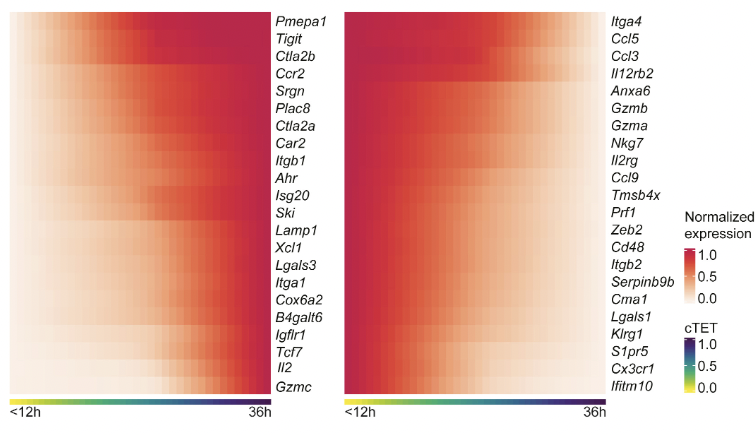 Pmepa1
Tigit
Ctla2b
Ccr2
Srgn
Plac8
Ctla2a
Car2
Itgb1
Ahr
Isg20
Ski
Lamp1
Xcl1
Lgals3
Itga1
Cox6a2
B4galt6
Igflr1
Tcf7
Il2
Gzmc
<12h 36h
Itga4
Ccl5
Ccl3
Il12rb2
Anxa6
Gzmb
Gzma
Nkg7
Il2rg
Ccl9
Tmsb4x
Prf1
Zeb2
Cd48
Itgb2
Serpinb9b
Cma1
Lgals1
Klrg1
S1pr5
Cx3cr1
Ifitm10
<12h 36h
Normalized
expression
1.0
0.5
0.0
cTET
1.0
0.5
0.0